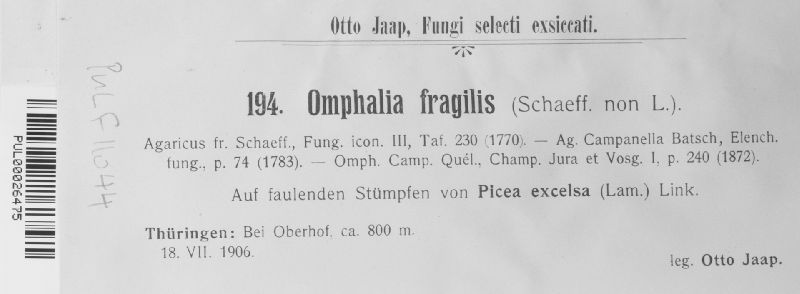 Otto Jaap, Fungi selecti exsiccati.
194. Omphalia fragilis (Schaeff. non L.).
Agaricus fr. Schaeff., Fung. icon. III, Taf. 230 (1770). — Ag. Campanella Batsch, Elench.
fung., p. 74 (1783). — Omph. Camp. Quél., Champ. Jura et Vosg. I, p. 240 (1872).
Auf faulenden Stümpfen von Picea excelsa (Lam.) Link.
Thüringen: Bei Oberhof, ca. 800 m.
18. VII. 1906.
leg. Otto Jaap.
PUL00026475
PUL F11044